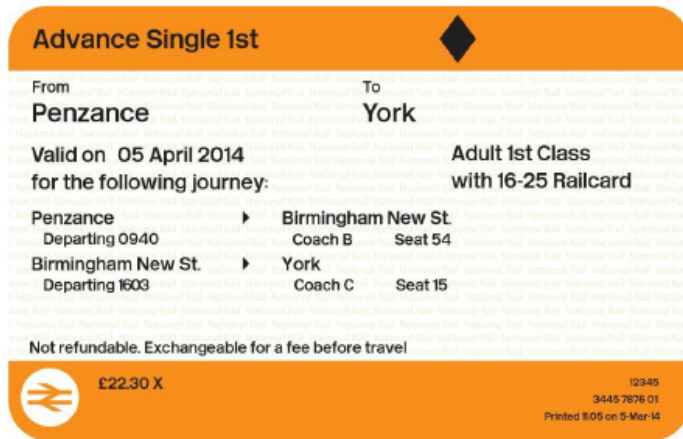 Advance Single 1st
From To
Penzance York
Valid on 05 April 2014 Adult 1st Class
for the following journey: with 16-25 Railcard
Penzance Birmingham New St.
Departing 0940 Coach B Seat 54
Birmingham New St. York
Departing 1603 Coach C Seat 15
Not refundable. Exchangeable for a fee before travel
£22.30 X 12345
3445 7676 01
Printed 11.05 on 5-Mar-14